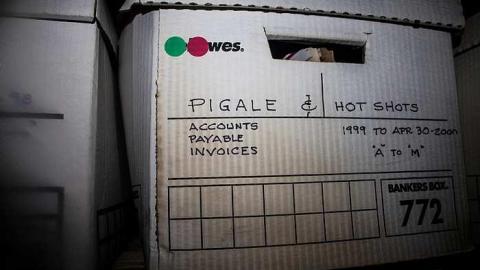 wes.
PIGALE & HOT SHOTS
ACCOUNTS
PAYABLE
INVOICES
1999 TO APR 30-2000
"A" TO "M"
BANKERS BOX.
772